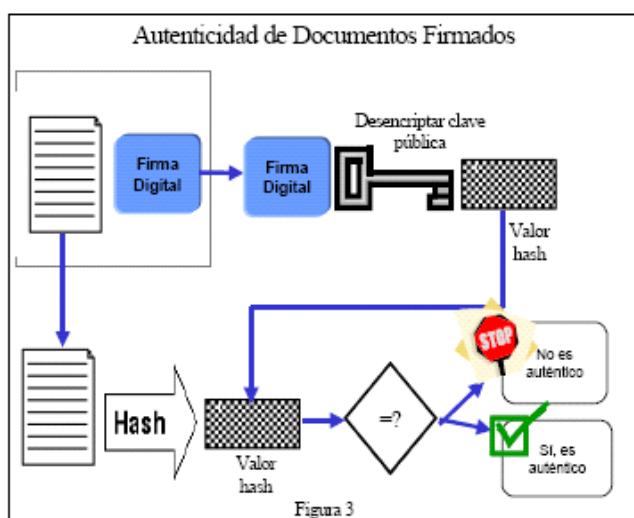 Autenticidad de Documentos Firmados
Desencriptar clave
pública
Firma
Digital
Firma
Digital
Valor
hash
STOP
No es
auténtico
Hash
=?
Valor
hash
Sí, es
auténtico
Figura 3